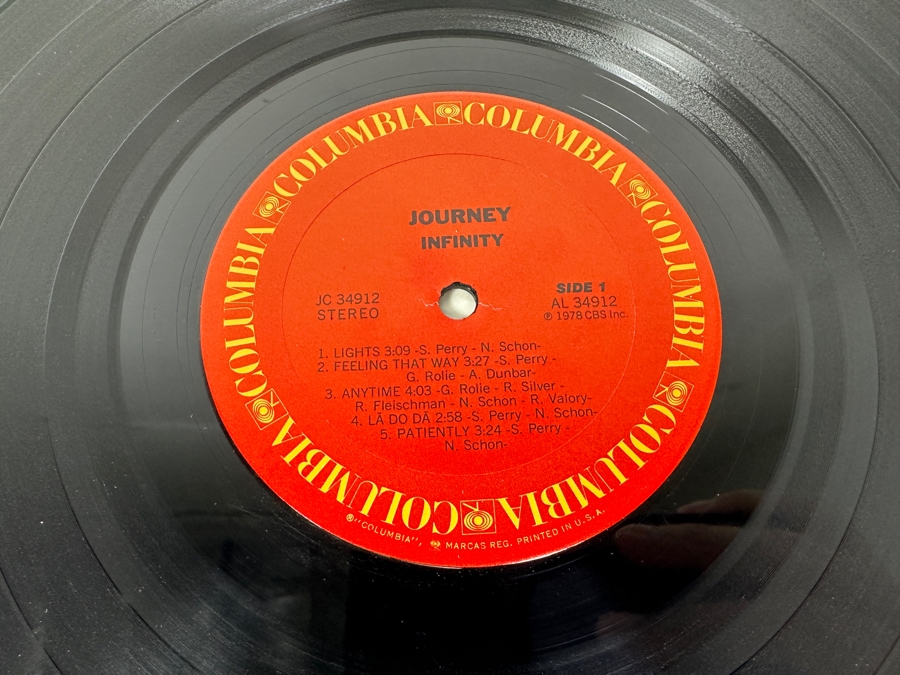 COLUMBIA COLUMBIA COLUMBIA COLUMBIA COLUMBIA COLUMBIA
JOURNEY
INFINITY
JC 34912
STEREO
SIDE 1
AL 34912
℗ 1978 CBS Inc.
1. LIGHTS 3:09 -S. Perry - N. Schon-
2. FEELING THAT WAY 3:27 -S. Perry -
G. Rolie - A. Dunbar-
3. ANYTIME 4:03 -G. Rolie - R. Silver -
R. Fleischman - N. Schon - R. Valory-
4. LĂ DO DĀ 2:58 -S. Perry - N. Schon-
5. PATIENTLY 3:24 -S. Perry -
N. Schon-
®"COLUMBIA", MARCAS REG. PRINTED IN U.S.A.